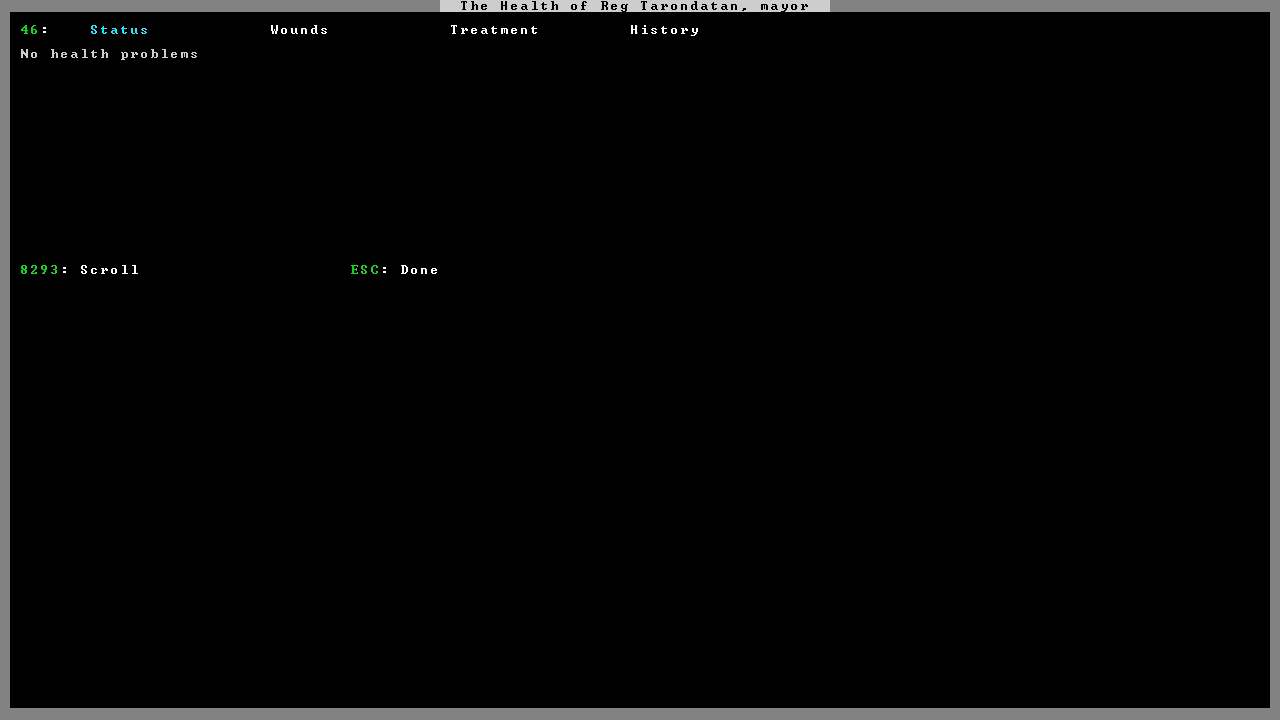 The Health of Reg Tarondatan, mayor
46: Status Wounds Treatment History
No health problems
8293: Scroll ESC: Done